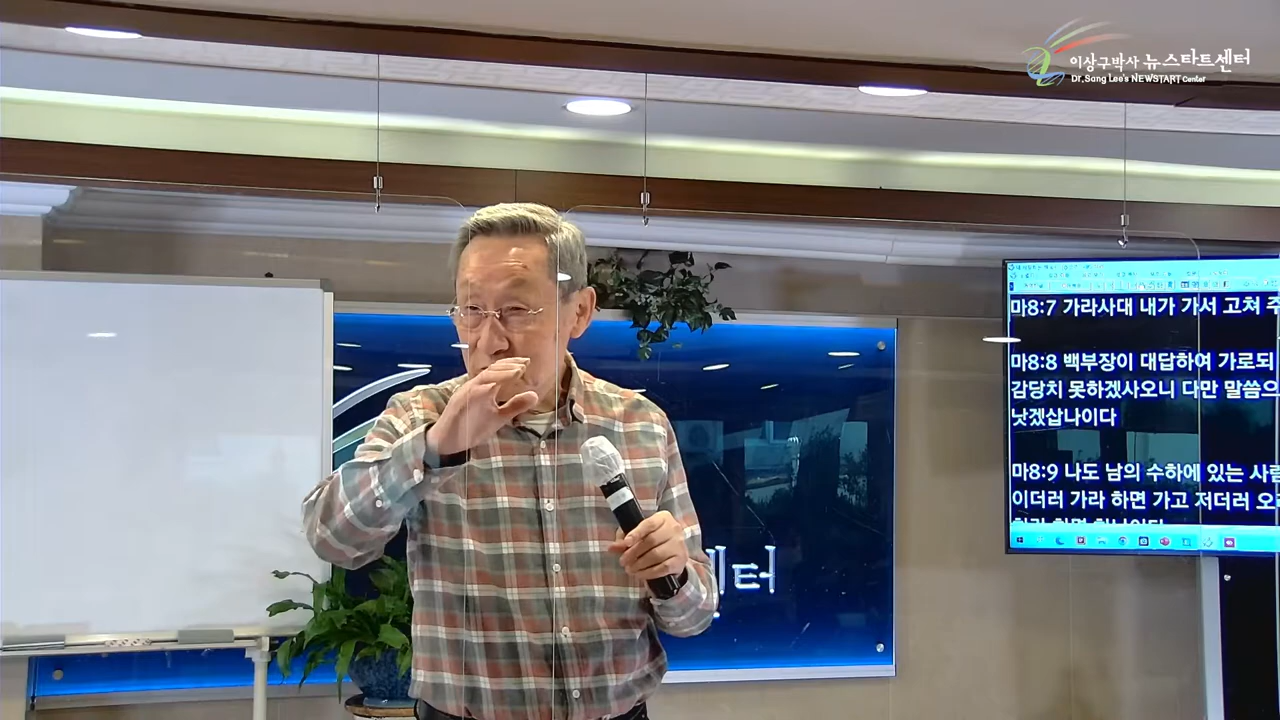 이상구박사 뉴스타트센터
Dr.Sang Lee's NEWSTART Center
마8:7 가라사대 내가 가서 고쳐 주
마8:8 백부장이 대답하여 가로되
감당치 못하겠사오니 다만 말씀으
낫겠삽나이다
마8:9 나도 남의 수하에 있는 사람
이더러 가라 하면 가고 저더러 오
센터